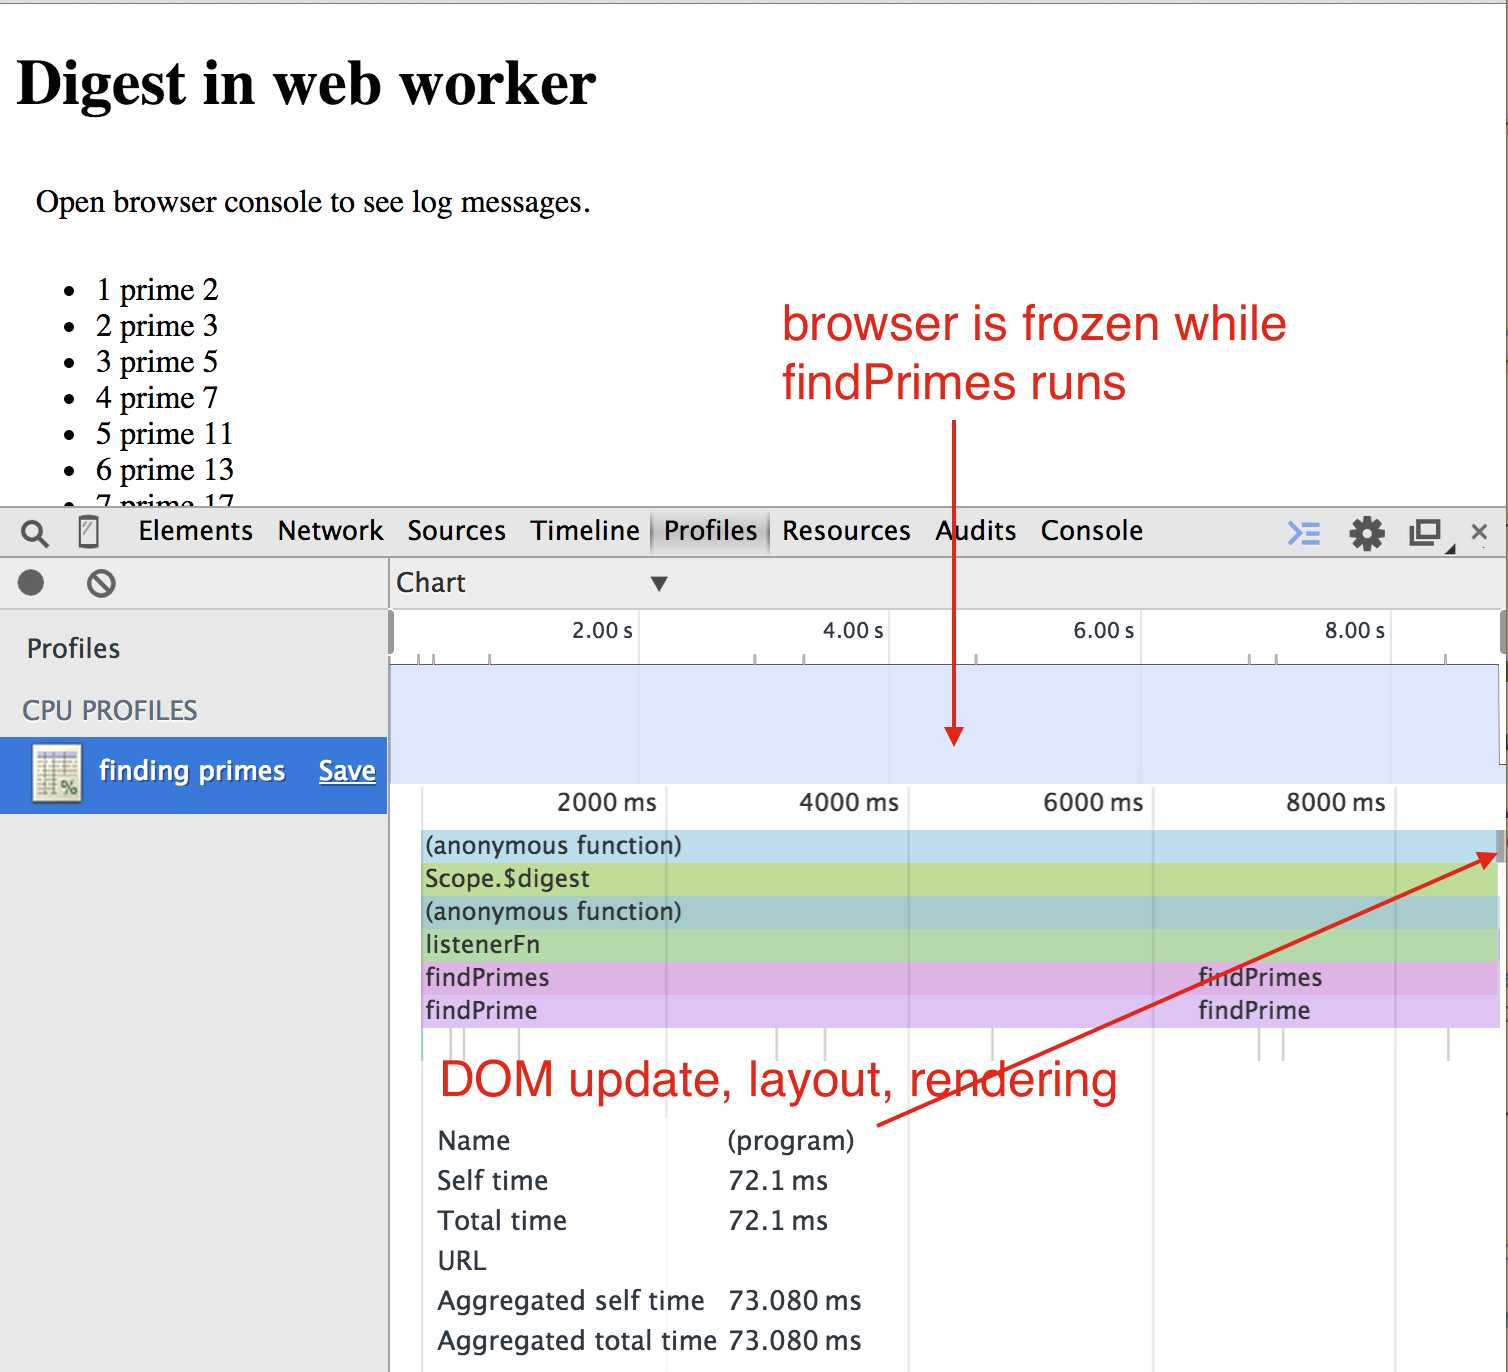 Digest in web worker
Open browser console to see log messages.
1 prime 2
2 prime 3
3 prime 5
4 prime 7
5 prime 11
6 prime 13
7 prime 17
browser is frozen while
findPrimes runs
Elements Network Sources Timeline Profiles Resources Audits Console
Chart
Profiles
CPU PROFILES
finding primes Save
%
2.00 s 4.00 s 6.00 s 8.00 s
2000 ms 4000 ms 6000 ms 8000 ms
(anonymous function)
Scope.$digest
(anonymous function)
listenerFn
findPrimes findPrimes
findPrime findPrime
DOM update, layout, rendering
Name (program)
Self time 72.1 ms
Total time 72.1 ms
URL
Aggregated self time 73.080 ms
Aggregated total time 73.080 ms